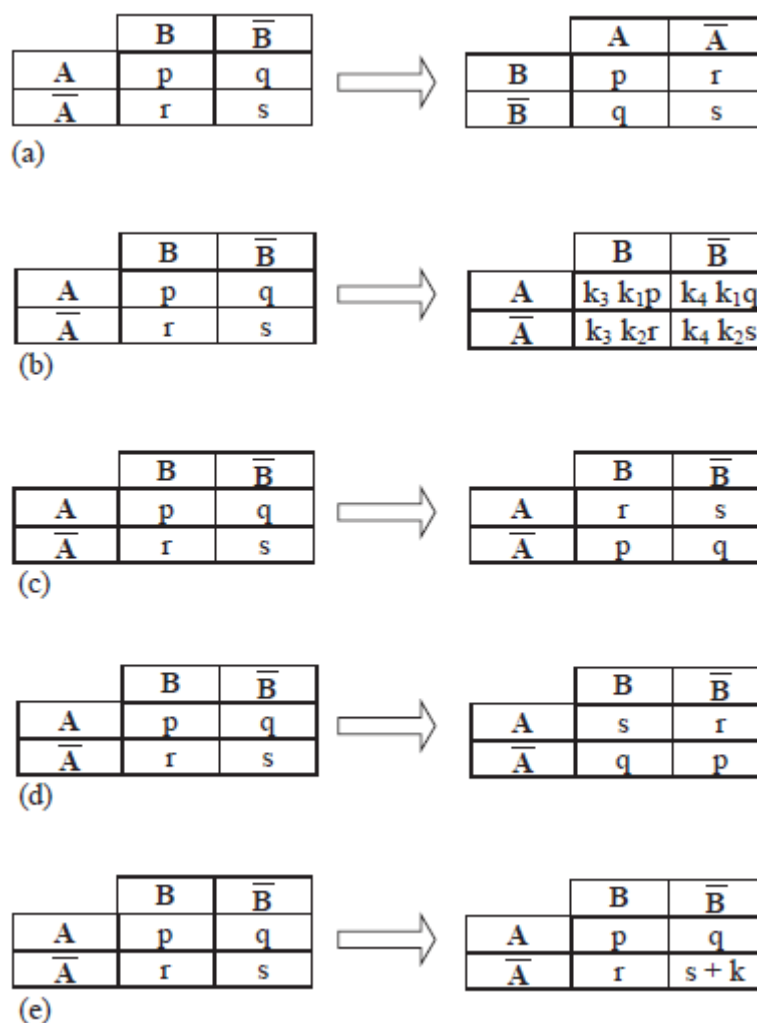 B B̅ A A̅
A p q B p r
A̅ r s B̅ q s
(a)
B B̅ B B̅
A p q A k₃ k₁p k₄ k₁q
A̅ r s A̅ k₃ k₂r k₄ k₂s
(b)
B B̅ B B̅
A p q A r s
A̅ r s A̅ p q
(c)
B B̅ B B̅
A p q A s r
A̅ r s A̅ q p
(d)
B B̅ B B̅
A p q A p q
A̅ r s A̅ r s + k
(e)